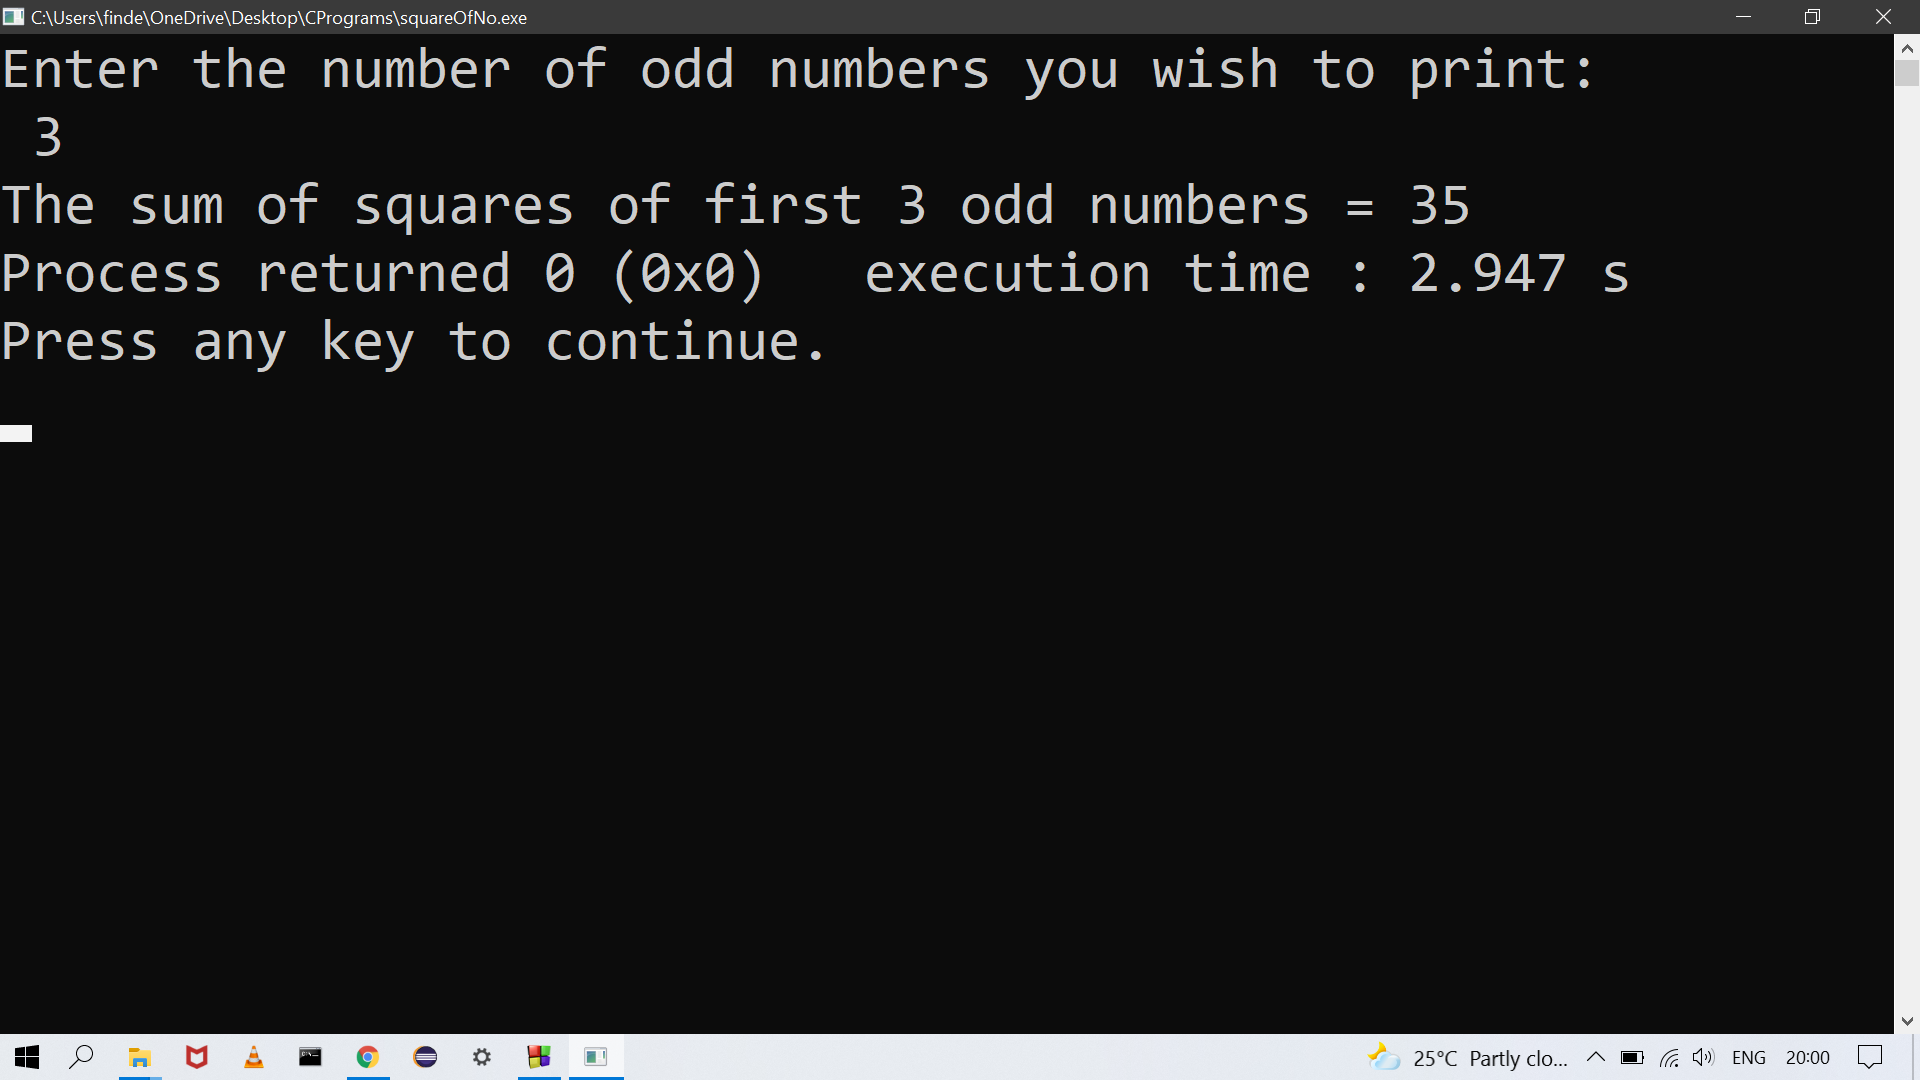 C:\Users\finde\OneDrive\Desktop\CPrograms\squareOfNo.exe
Enter the number of odd numbers you wish to print:
3
The sum of squares of first 3 odd numbers = 35
Process returned 0 (0x0)   execution time : 2.947 s
Press any key to continue.
25°C Partly clo... ENG 20:00